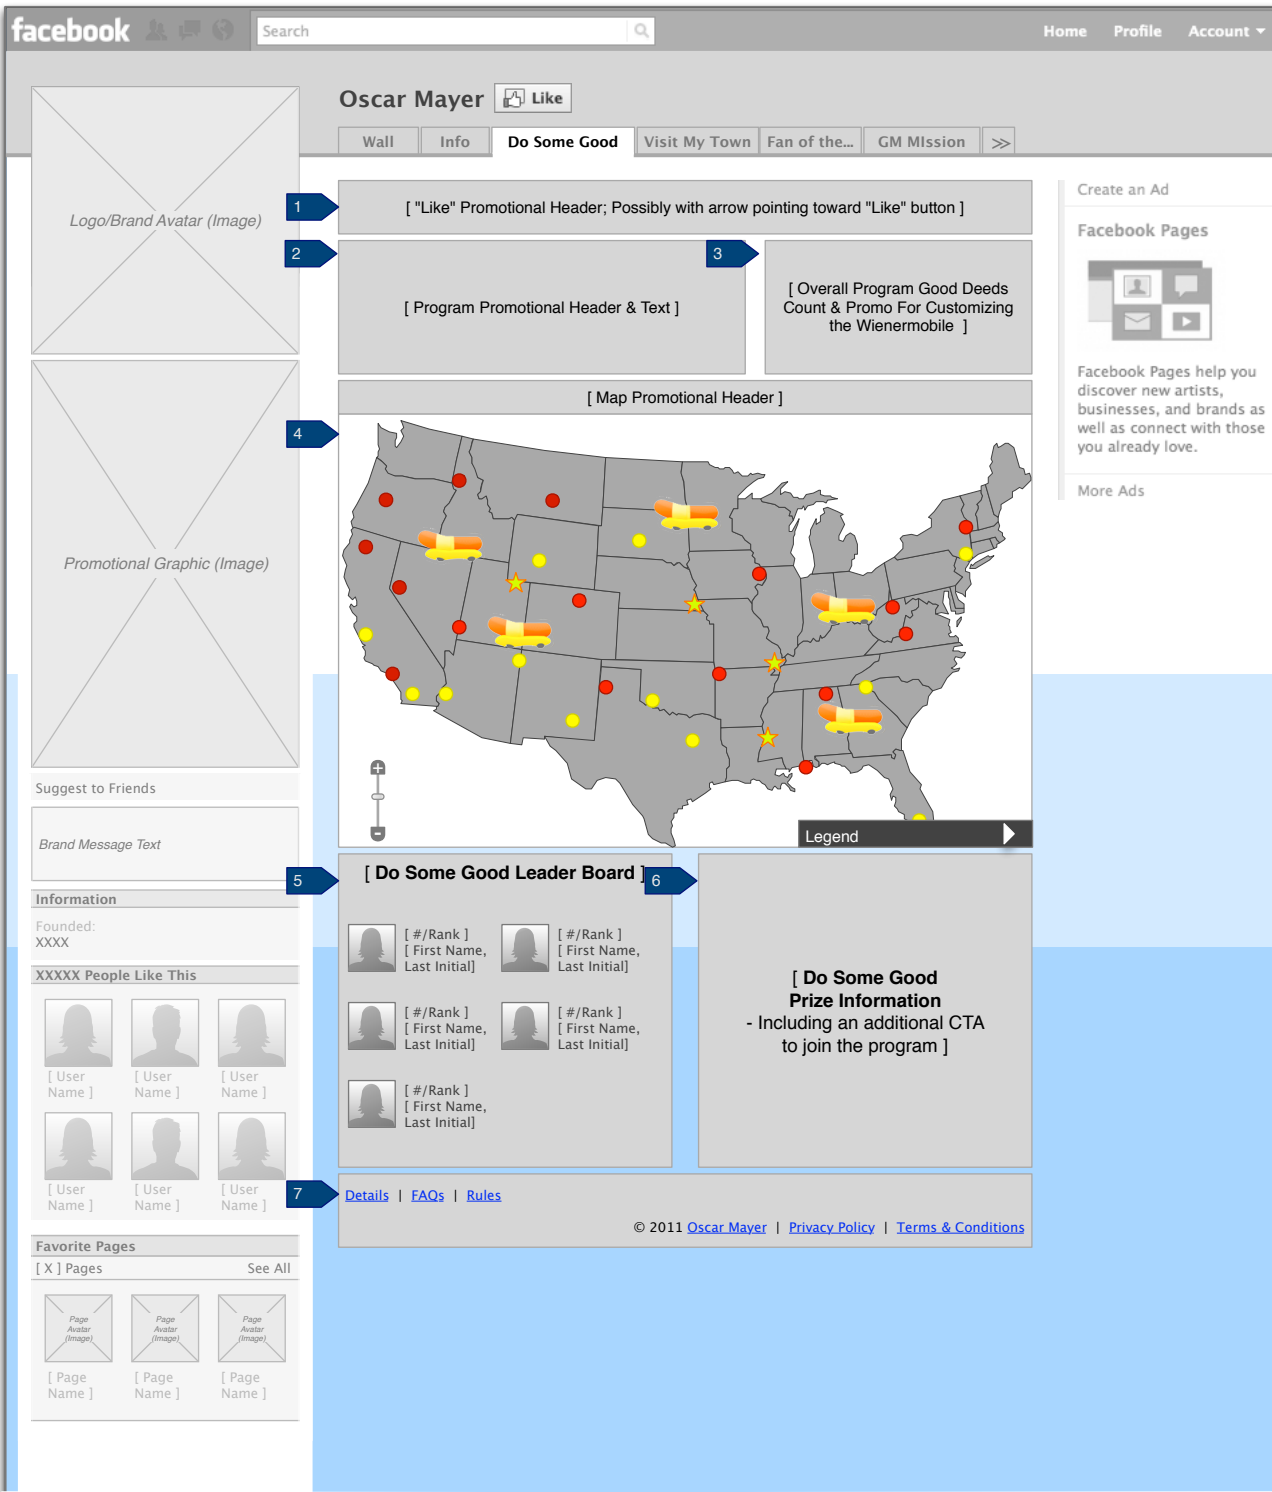 facebook
Search
Home Profile Account
Oscar Mayer Like
Wall Info Do Some Good Visit My Town Fan of the... GM MIssion >>
Logo/Brand Avatar (Image)
Promotional Graphic (Image)
Suggest to Friends
Brand Message Text
Information
Founded:
XXXX
XXXXX People Like This
[ User
Name ]
[ User
Name ]
[ User
Name ]
[ User
Name ]
[ User
Name ]
[ User
Name ]
Favorite Pages
[ X ] Pages See All
Page
Avatar
(Image)
Page
Avatar
(Image)
Page
Avatar
(Image)
[ Page
Name ]
[ Page
Name ]
[ Page
Name ]
1
[ "Like" Promotional Header; Possibly with arrow pointing toward "Like" button ]
2
[ Program Promotional Header & Text ]
3
[ Overall Program Good Deeds
Count & Promo For Customizing
the Wienermobile ]
[ Map Promotional Header ]
4
Legend
5
[ Do Some Good Leader Board ]
[ #/Rank ]
[ First Name,
Last Initial]
[ #/Rank ]
[ First Name,
Last Initial]
[ #/Rank ]
[ First Name,
Last Initial]
[ #/Rank ]
[ First Name,
Last Initial]
[ #/Rank ]
[ First Name,
Last Initial]
6
[ Do Some Good
Prize Information
- Including an additional CTA
to join the program ]
7
Details | FAQs | Rules
© 2011 Oscar Mayer | Privacy Policy | Terms & Conditions
Create an Ad
Facebook Pages
Facebook Pages help you
discover new artists,
businesses, and brands as
well as connect with those
you already love.
More Ads